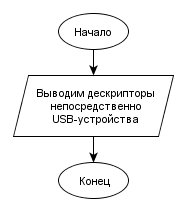 Начало
Выводим дескрипторы
непосредственно
USB-устройства
Конец